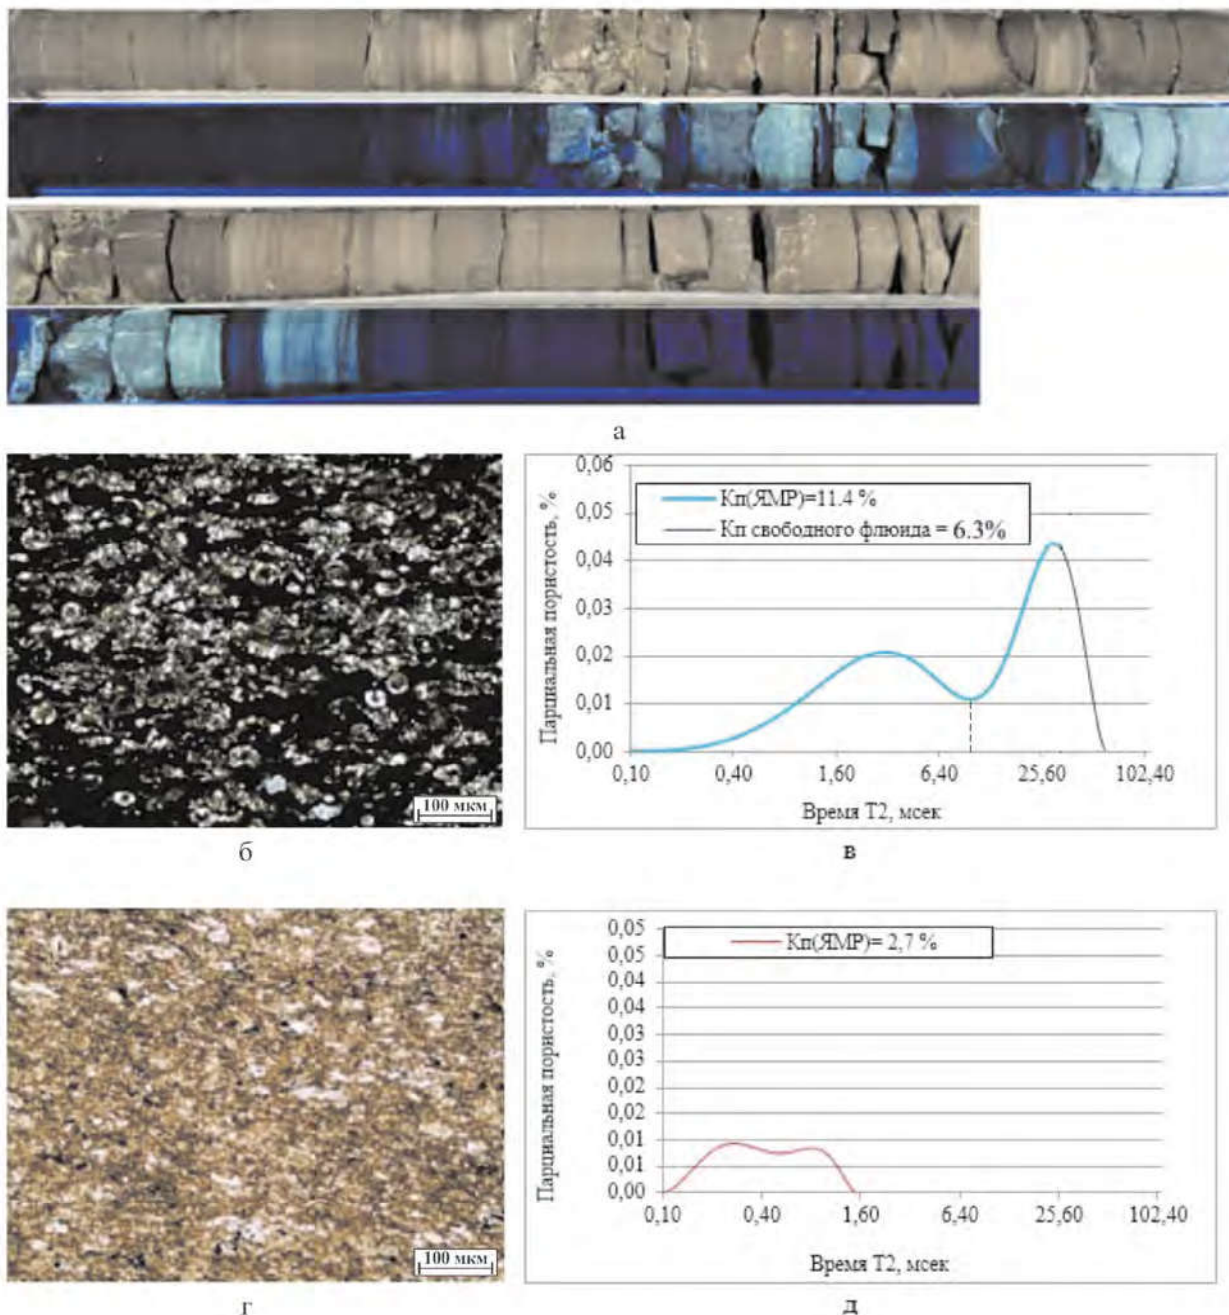 а
0,06
0,05
0,04
0,03
0,02
0,01
0,00
Парциальная пористость, %
Кп(ЯМР)=11.4 %
Кп свободного флюида = 6.3%
0,10 0,40 1,60 6,40 25,60 102,40
Время Т2, мсек
100 мкм
б
в
0,05
0,05
0,04
0,04
0,03
0,03
0,02
0,02
0,01
0,01
0,00
Парциальная пористость, %
Кп(ЯМР)= 2,7 %
0,10 0,40 1,60 6,40 25,60 102,40
Время Т2, мсек
100 мкм
г
д